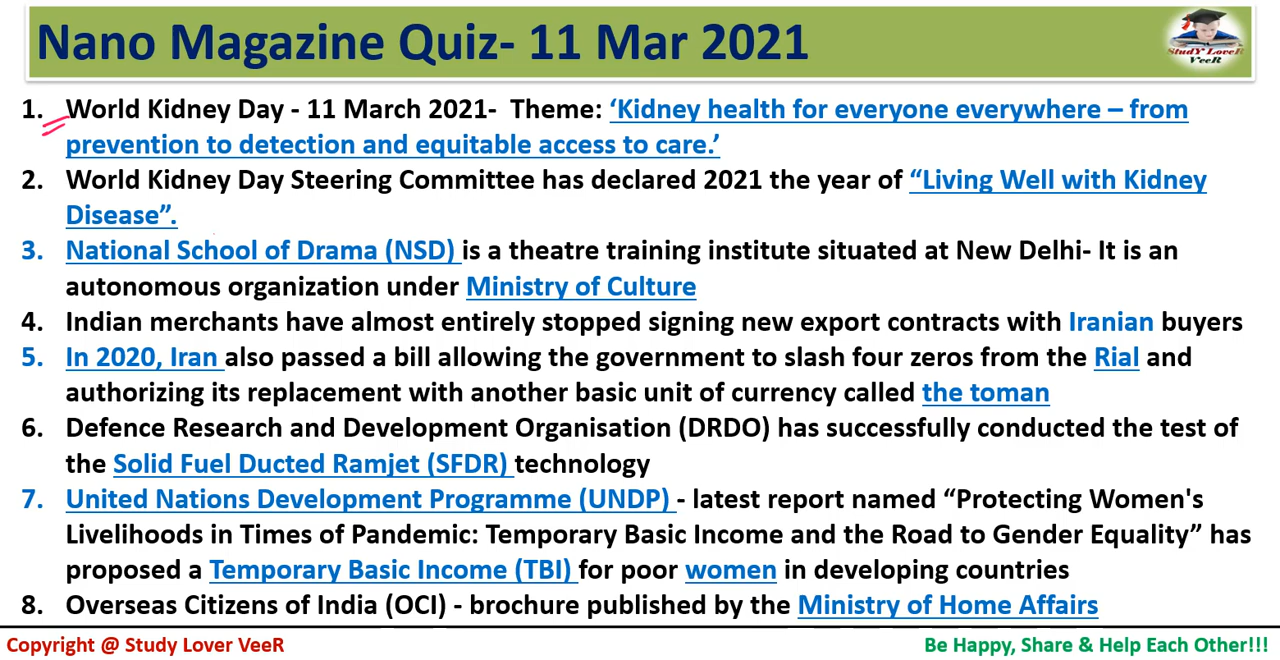 Nano Magazine Quiz- 11 Mar 2021
StudY LoveR
VeeR
1. World Kidney Day - 11 March 2021- Theme: ‘Kidney health for everyone everywhere – from
prevention to detection and equitable access to care.’
2. World Kidney Day Steering Committee has declared 2021 the year of “Living Well with Kidney
Disease”.
3. National School of Drama (NSD) is a theatre training institute situated at New Delhi- It is an
autonomous organization under Ministry of Culture
4. Indian merchants have almost entirely stopped signing new export contracts with Iranian buyers
5. In 2020, Iran also passed a bill allowing the government to slash four zeros from the Rial and
authorizing its replacement with another basic unit of currency called the toman
6. Defence Research and Development Organisation (DRDO) has successfully conducted the test of
the Solid Fuel Ducted Ramjet (SFDR) technology
7. United Nations Development Programme (UNDP) - latest report named “Protecting Women's
Livelihoods in Times of Pandemic: Temporary Basic Income and the Road to Gender Equality” has
proposed a Temporary Basic Income (TBI) for poor women in developing countries
8. Overseas Citizens of India (OCI) - brochure published by the Ministry of Home Affairs
Copyright @ Study Lover VeeR
Be Happy, Share & Help Each Other!!!